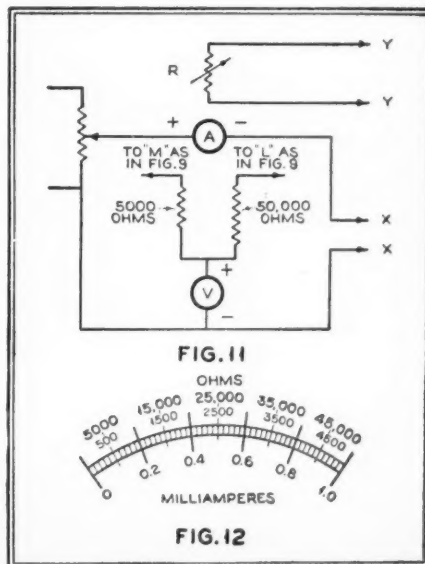 Y
R
Y
+ A -
TO "M" AS
IN FIG. 9
TO "L" AS
IN FIG. 9
5000
OHMS
50,000
OHMS
X
X
+
V
-
FIG. 11
OHMS
5000 15,000 25,000 35,000 45,000
500 1500 2500 3500 4500
0 0.2 0.4 0.6 0.8 1.0
MILLIAMPERES
FIG. 12